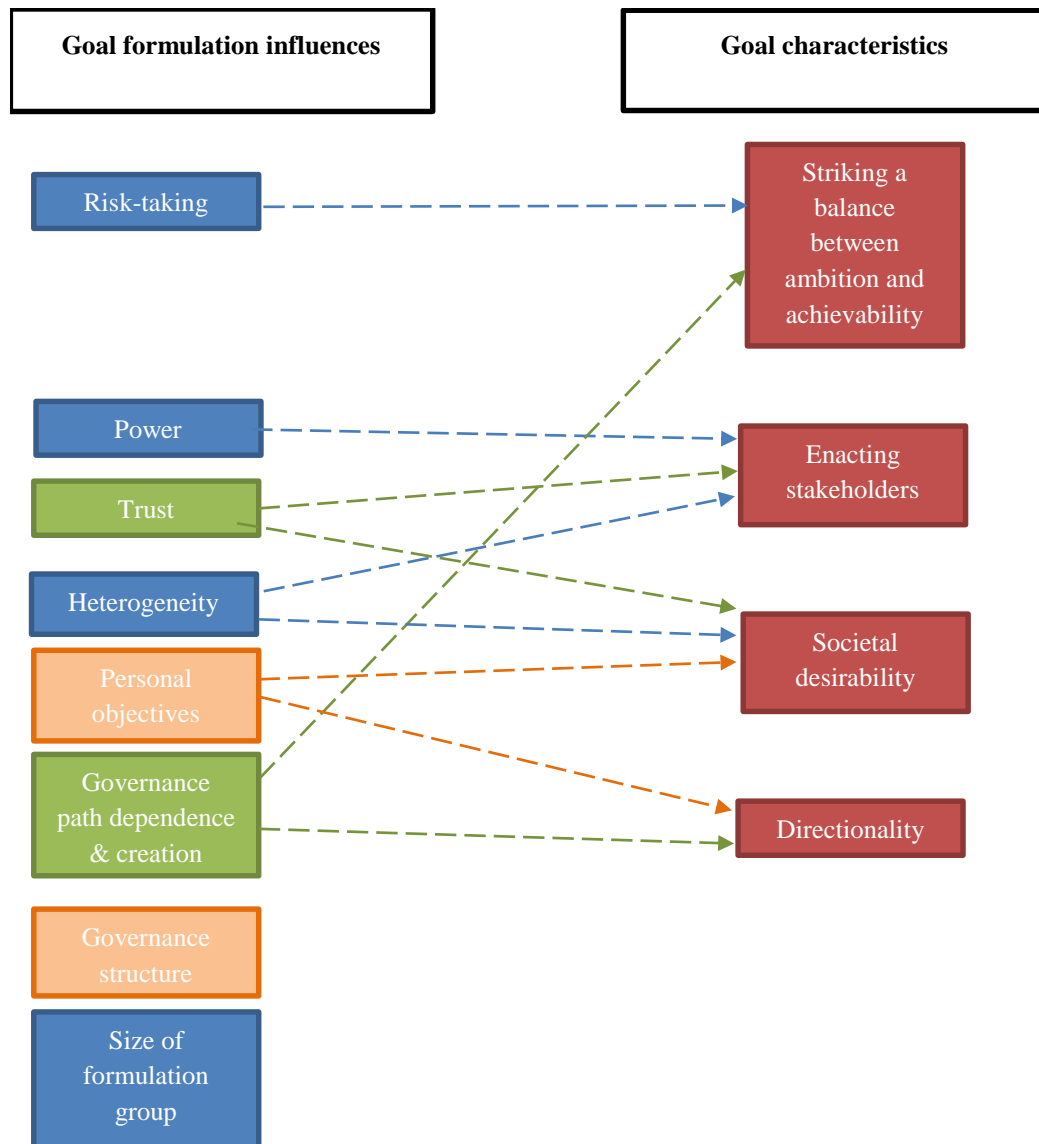 Goal formulation influences
Goal characteristics
Risk-taking
Striking a
balance
between
ambition and
achievability
Power
Enacting
stakeholders
Trust
Heterogeneity
Societal
desirability
Personal
objectives
Governance
path dependence
& creation
Directionality
Governance
structure
Size of
formulation
group